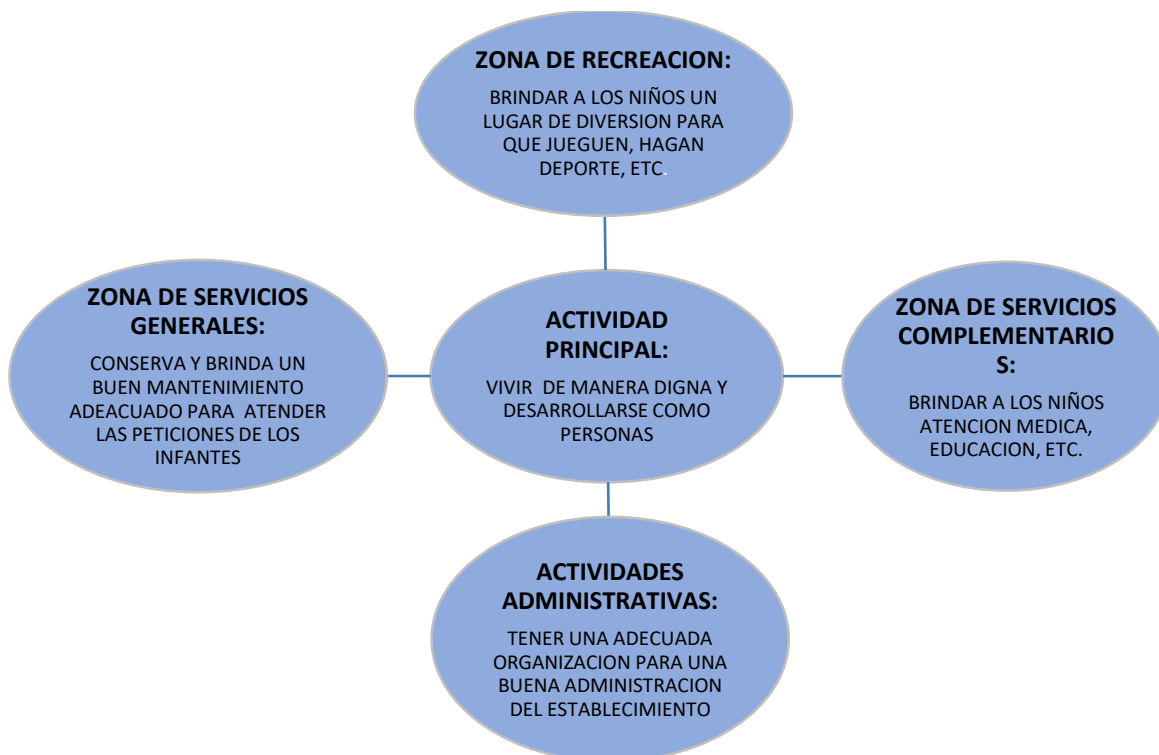 ZONA DE RECREACION:
BRINDAR A LOS NIÑOS UN
LUGAR DE DIVERSION PARA
QUE JUEGUEN, HAGAN
DEPORTE, ETC.
ZONA DE SERVICIOS
GENERALES:
CONSERVA Y BRINDA UN
BUEN MANTENIMIENTO
ADEACUADO PARA ATENDER
LAS PETICIONES DE LOS
INFANTES
ACTIVIDAD
PRINCIPAL:
VIVIR DE MANERA DIGNA Y
DESARROLLARSE COMO
PERSONAS
ZONA DE SERVICIOS
COMPLEMENTARIO
S:
BRINDAR A LOS NIÑOS
ATENCION MEDICA,
EDUCACION, ETC.
ACTIVIDADES
ADMINISTRATIVAS:
TENER UNA ADECUADA
ORGANIZACION PARA UNA
BUENA ADMINISTRACION
DEL ESTABLECIMIENTO